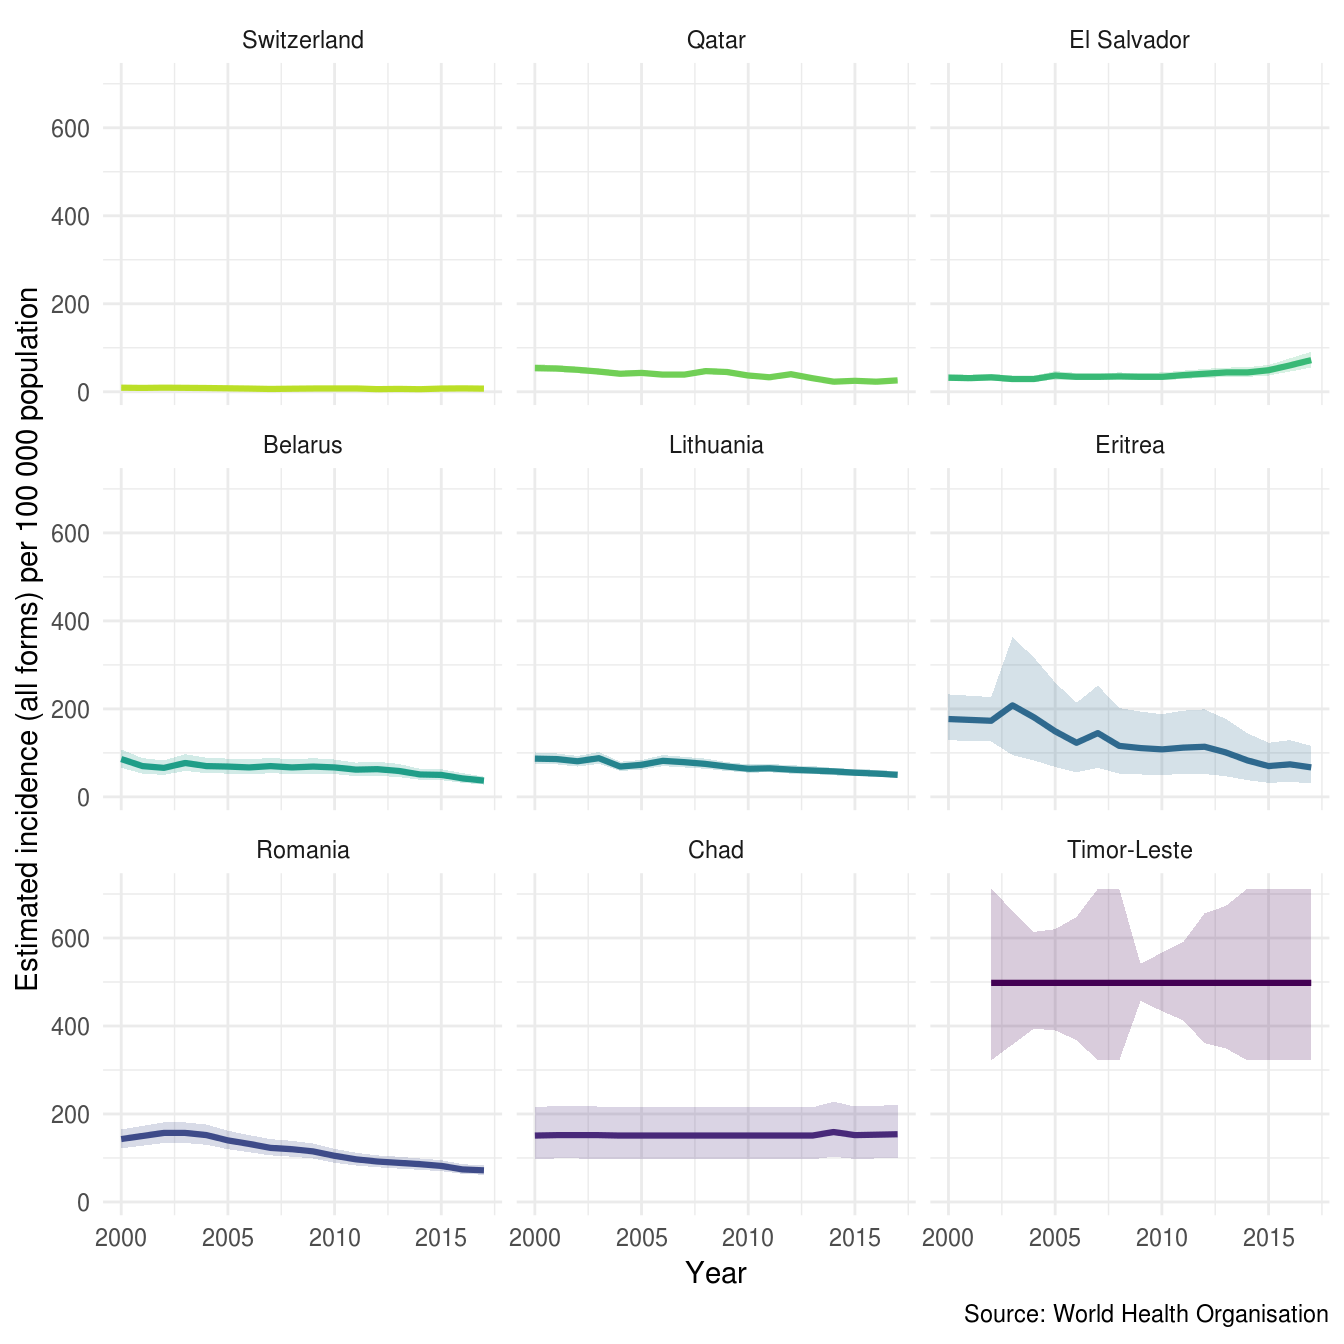 Switzerland
Qatar
El Salvador
600
400
200
0
Belarus
Lithuania
Eritrea
600
400
200
0
Romania
Chad
Timor-Leste
600
400
200
0
2000 2005 2010 2015 2000 2005 2010 2015 2000 2005 2010 2015
Estimated incidence (all forms) per 100 000 population
Year
Source: World Health Organisation